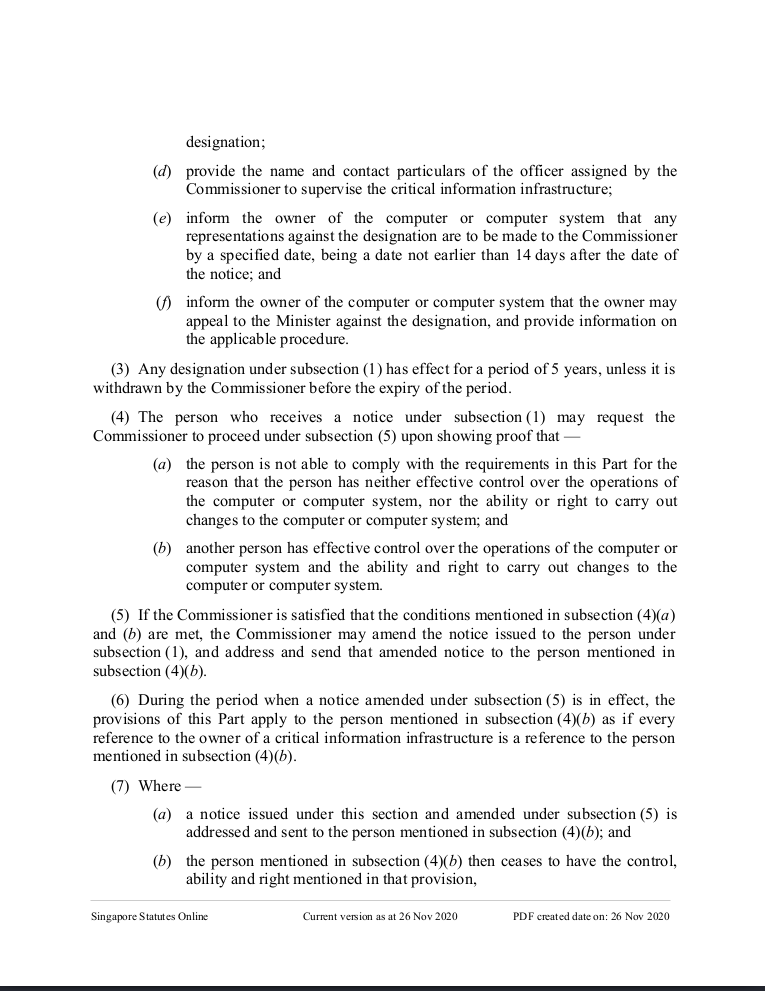 designation;
(d) provide the name and contact particulars of the officer assigned by the
Commissioner to supervise the critical information infrastructure;
(e) inform the owner of the computer or computer system that any
representations against the designation are to be made to the Commissioner
by a specified date, being a date not earlier than 14 days after the date of
the notice; and
(f) inform the owner of the computer or computer system that the owner may
appeal to the Minister against the designation, and provide information on
the applicable procedure.
(3) Any designation under subsection (1) has effect for a period of 5 years, unless it is
withdrawn by the Commissioner before the expiry of the period.
(4) The person who receives a notice under subsection (1) may request the
Commissioner to proceed under subsection (5) upon showing proof that —
(a) the person is not able to comply with the requirements in this Part for the
reason that the person has neither effective control over the operations of
the computer or computer system, nor the ability or right to carry out
changes to the computer or computer system; and
(b) another person has effective control over the operations of the computer or
computer system and the ability and right to carry out changes to the
computer or computer system.
(5) If the Commissioner is satisfied that the conditions mentioned in subsection (4)(a)
and (b) are met, the Commissioner may amend the notice issued to the person under
subsection (1), and address and send that amended notice to the person mentioned in
subsection (4)(b).
(6) During the period when a notice amended under subsection (5) is in effect, the
provisions of this Part apply to the person mentioned in subsection (4)(b) as if every
reference to the owner of a critical information infrastructure is a reference to the person
mentioned in subsection (4)(b).
(7) Where —
(a) a notice issued under this section and amended under subsection (5) is
addressed and sent to the person mentioned in subsection (4)(b); and
(b) the person mentioned in subsection (4)(b) then ceases to have the control,
ability and right mentioned in that provision,
Singapore Statutes Online Current version as at 26 Nov 2020 PDF created date on: 26 Nov 2020